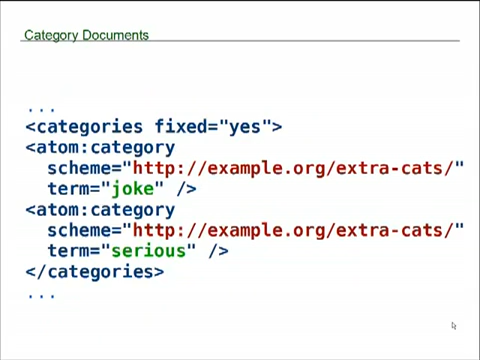 Category Documents
...
<categories fixed="yes">
<atom:category
scheme="http://example.org/extra-cats/"
term="joke" />
<atom:category
scheme="http://example.org/extra-cats/"
term="serious" />
</categories>
...